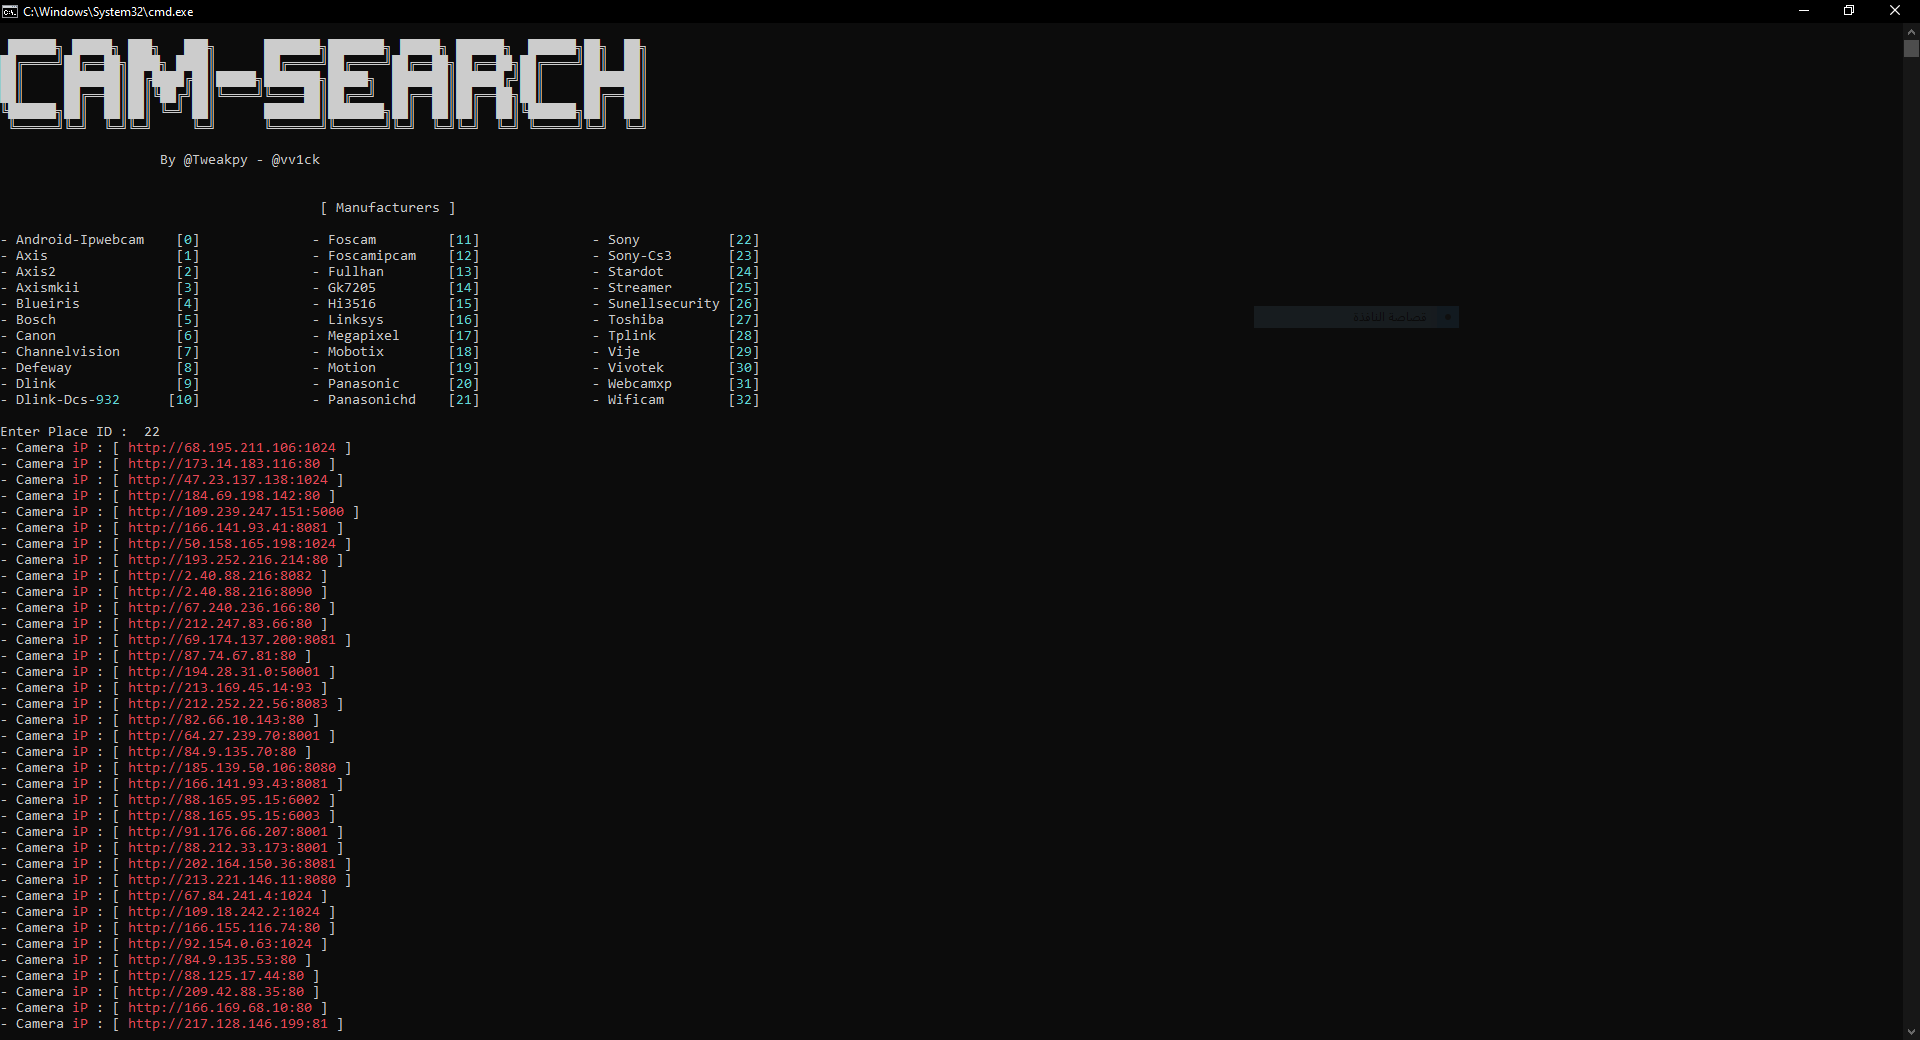 C:\Windows\System32\cmd.exe
CAM-SEARCH
By @Tweakpy - @vv1ck
[ Manufacturers ]
- Android-Ipwebcam [0] - Foscam [11] - Sony [22]
- Axis [1] - Foscamipcam [12] - Sony-Cs3 [23]
- Axis2 [2] - Fullhan [13] - Stardot [24]
- Axismkii [3] - Gk7205 [14] - Streamer [25]
- Blueiris [4] - Hi3516 [15] - Sunellsecurity [26]
- Bosch [5] - Linksys [16] - Toshiba [27]
- Canon [6] - Megapixel [17] - Tplink [28]
- Channelvision [7] - Mobotix [18] - Vije [29]
- Defeway [8] - Motion [19] - Vivotek [30]
- Dlink [9] - Panasonic [20] - Webcamxp [31]
- Dlink-Dcs-932 [10] - Panasonichd [21] - Wificam [32]
قصاصة النافذة
Enter Place ID : 22
- Camera iP : [ http://68.195.211.106:1024 ]
- Camera iP : [ http://173.14.183.116:80 ]
- Camera iP : [ http://47.23.137.138:1024 ]
- Camera iP : [ http://184.69.198.142:80 ]
- Camera iP : [ http://109.239.247.151:5000 ]
- Camera iP : [ http://166.141.93.41:8081 ]
- Camera iP : [ http://50.158.165.198:1024 ]
- Camera iP : [ http://193.252.216.214:80 ]
- Camera iP : [ http://2.40.88.216:8082 ]
- Camera iP : [ http://2.40.88.216:8090 ]
- Camera iP : [ http://67.240.236.166:80 ]
- Camera iP : [ http://212.247.83.66:80 ]
- Camera iP : [ http://69.174.137.200:8081 ]
- Camera iP : [ http://87.74.67.81:80 ]
- Camera iP : [ http://194.28.31.0:50001 ]
- Camera iP : [ http://213.169.45.14:93 ]
- Camera iP : [ http://212.252.22.56:8083 ]
- Camera iP : [ http://82.66.10.143:80 ]
- Camera iP : [ http://64.27.239.70:8001 ]
- Camera iP : [ http://84.9.135.70:80 ]
- Camera iP : [ http://185.139.50.106:8080 ]
- Camera iP : [ http://166.141.93.43:8081 ]
- Camera iP : [ http://88.165.95.15:6002 ]
- Camera iP : [ http://88.165.95.15:6003 ]
- Camera iP : [ http://91.176.66.207:8001 ]
- Camera iP : [ http://88.212.33.173:8001 ]
- Camera iP : [ http://202.164.150.36:8081 ]
- Camera iP : [ http://213.221.146.11:8080 ]
- Camera iP : [ http://67.84.241.4:1024 ]
- Camera iP : [ http://109.18.242.2:1024 ]
- Camera iP : [ http://166.155.116.74:80 ]
- Camera iP : [ http://92.154.0.63:1024 ]
- Camera iP : [ http://84.9.135.53:80 ]
- Camera iP : [ http://88.125.17.44:80 ]
- Camera iP : [ http://209.42.88.35:80 ]
- Camera iP : [ http://166.169.68.10:80 ]
- Camera iP : [ http://217.128.146.199:81 ]